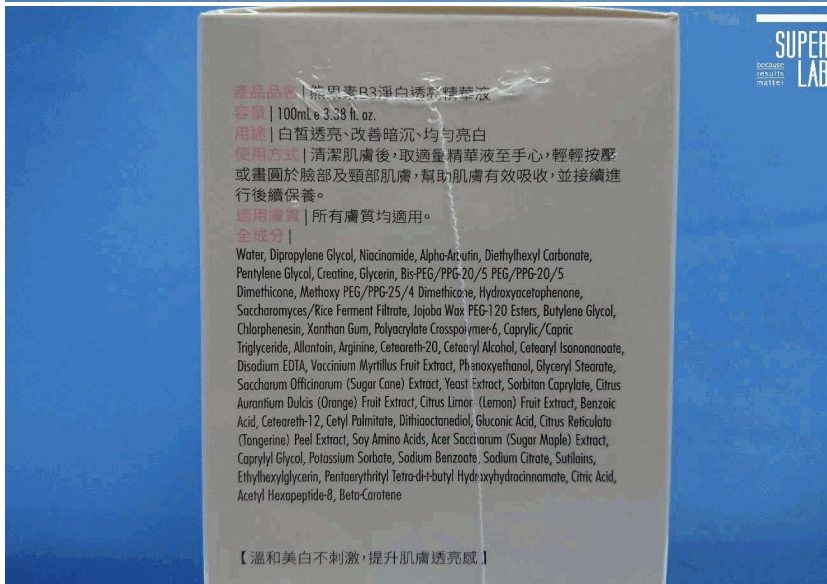 SUPER
because
results
matter
LAB
產品品名 | 熊果素B3淨白透亮精華液
容量 | 100mL e 3.38 fl. oz.
用途 | 白皙透亮、改善暗沉、均勻亮白
使用方式 | 清潔肌膚後,取適量精華液至手心,輕輕按壓
或畫圓於臉部及頸部肌膚,幫助肌膚有效吸收,並接續進
行後續保養。
適用膚質 | 所有膚質均適用。
全成分 |
Water, Dipropylene Glycol, Niacinamide, Alpha-Arbutin, Diethylhexyl Carbonate,
Pentylene Glycol, Creatine, Glycerin, Bis-PEG/PPG-20/5 PEG/PPG-20/5
Dimethicone, Methoxy PEG/PPG-25/4 Dimethicone, Hydroxyacetophenone,
Saccharomyces/Rice Ferment Filtrate, Jojoba Wax PEG-120 Esters, Butylene Glycol,
Chlorphenesin, Xanthan Gum, Polyacrylate Crosspolymer-6, Caprylic/Capric
Triglyceride, Allantoin, Arginine, Ceteareth-20, Cetearyl Alcohol, Cetearyl Isononanoate,
Disodium EDTA, Vaccinium Myrtillus Fruit Extract, Phenoxyethanol, Glyceryl Stearate,
Saccharum Officinarum (Sugar Cane) Extract, Yeast Extract, Sorbitan Caprylate, Citrus
Aurantium Dulcis (Orange) Fruit Extract, Citrus Limon (Lemon) Fruit Extract, Benzoic
Acid, Ceteareth-12, Cetyl Palmitate, Dithiaoctanediol, Gluconic Acid, Citrus Reticulata
(Tangerine) Peel Extract, Soy Amino Acids, Acer Saccharum (Sugar Maple) Extract,
Caprylyl Glycol, Potassium Sorbate, Sodium Benzoate, Sodium Citrate, Sutilains,
Ethylhexylglycerin, Pentaerythrityl Tetra-di-t-butyl Hydroxyhydrocinnamate, Citric Acid,
Acetyl Hexapeptide-8, Beta-Carotene
【溫和美白不刺激,提升肌膚透亮感】